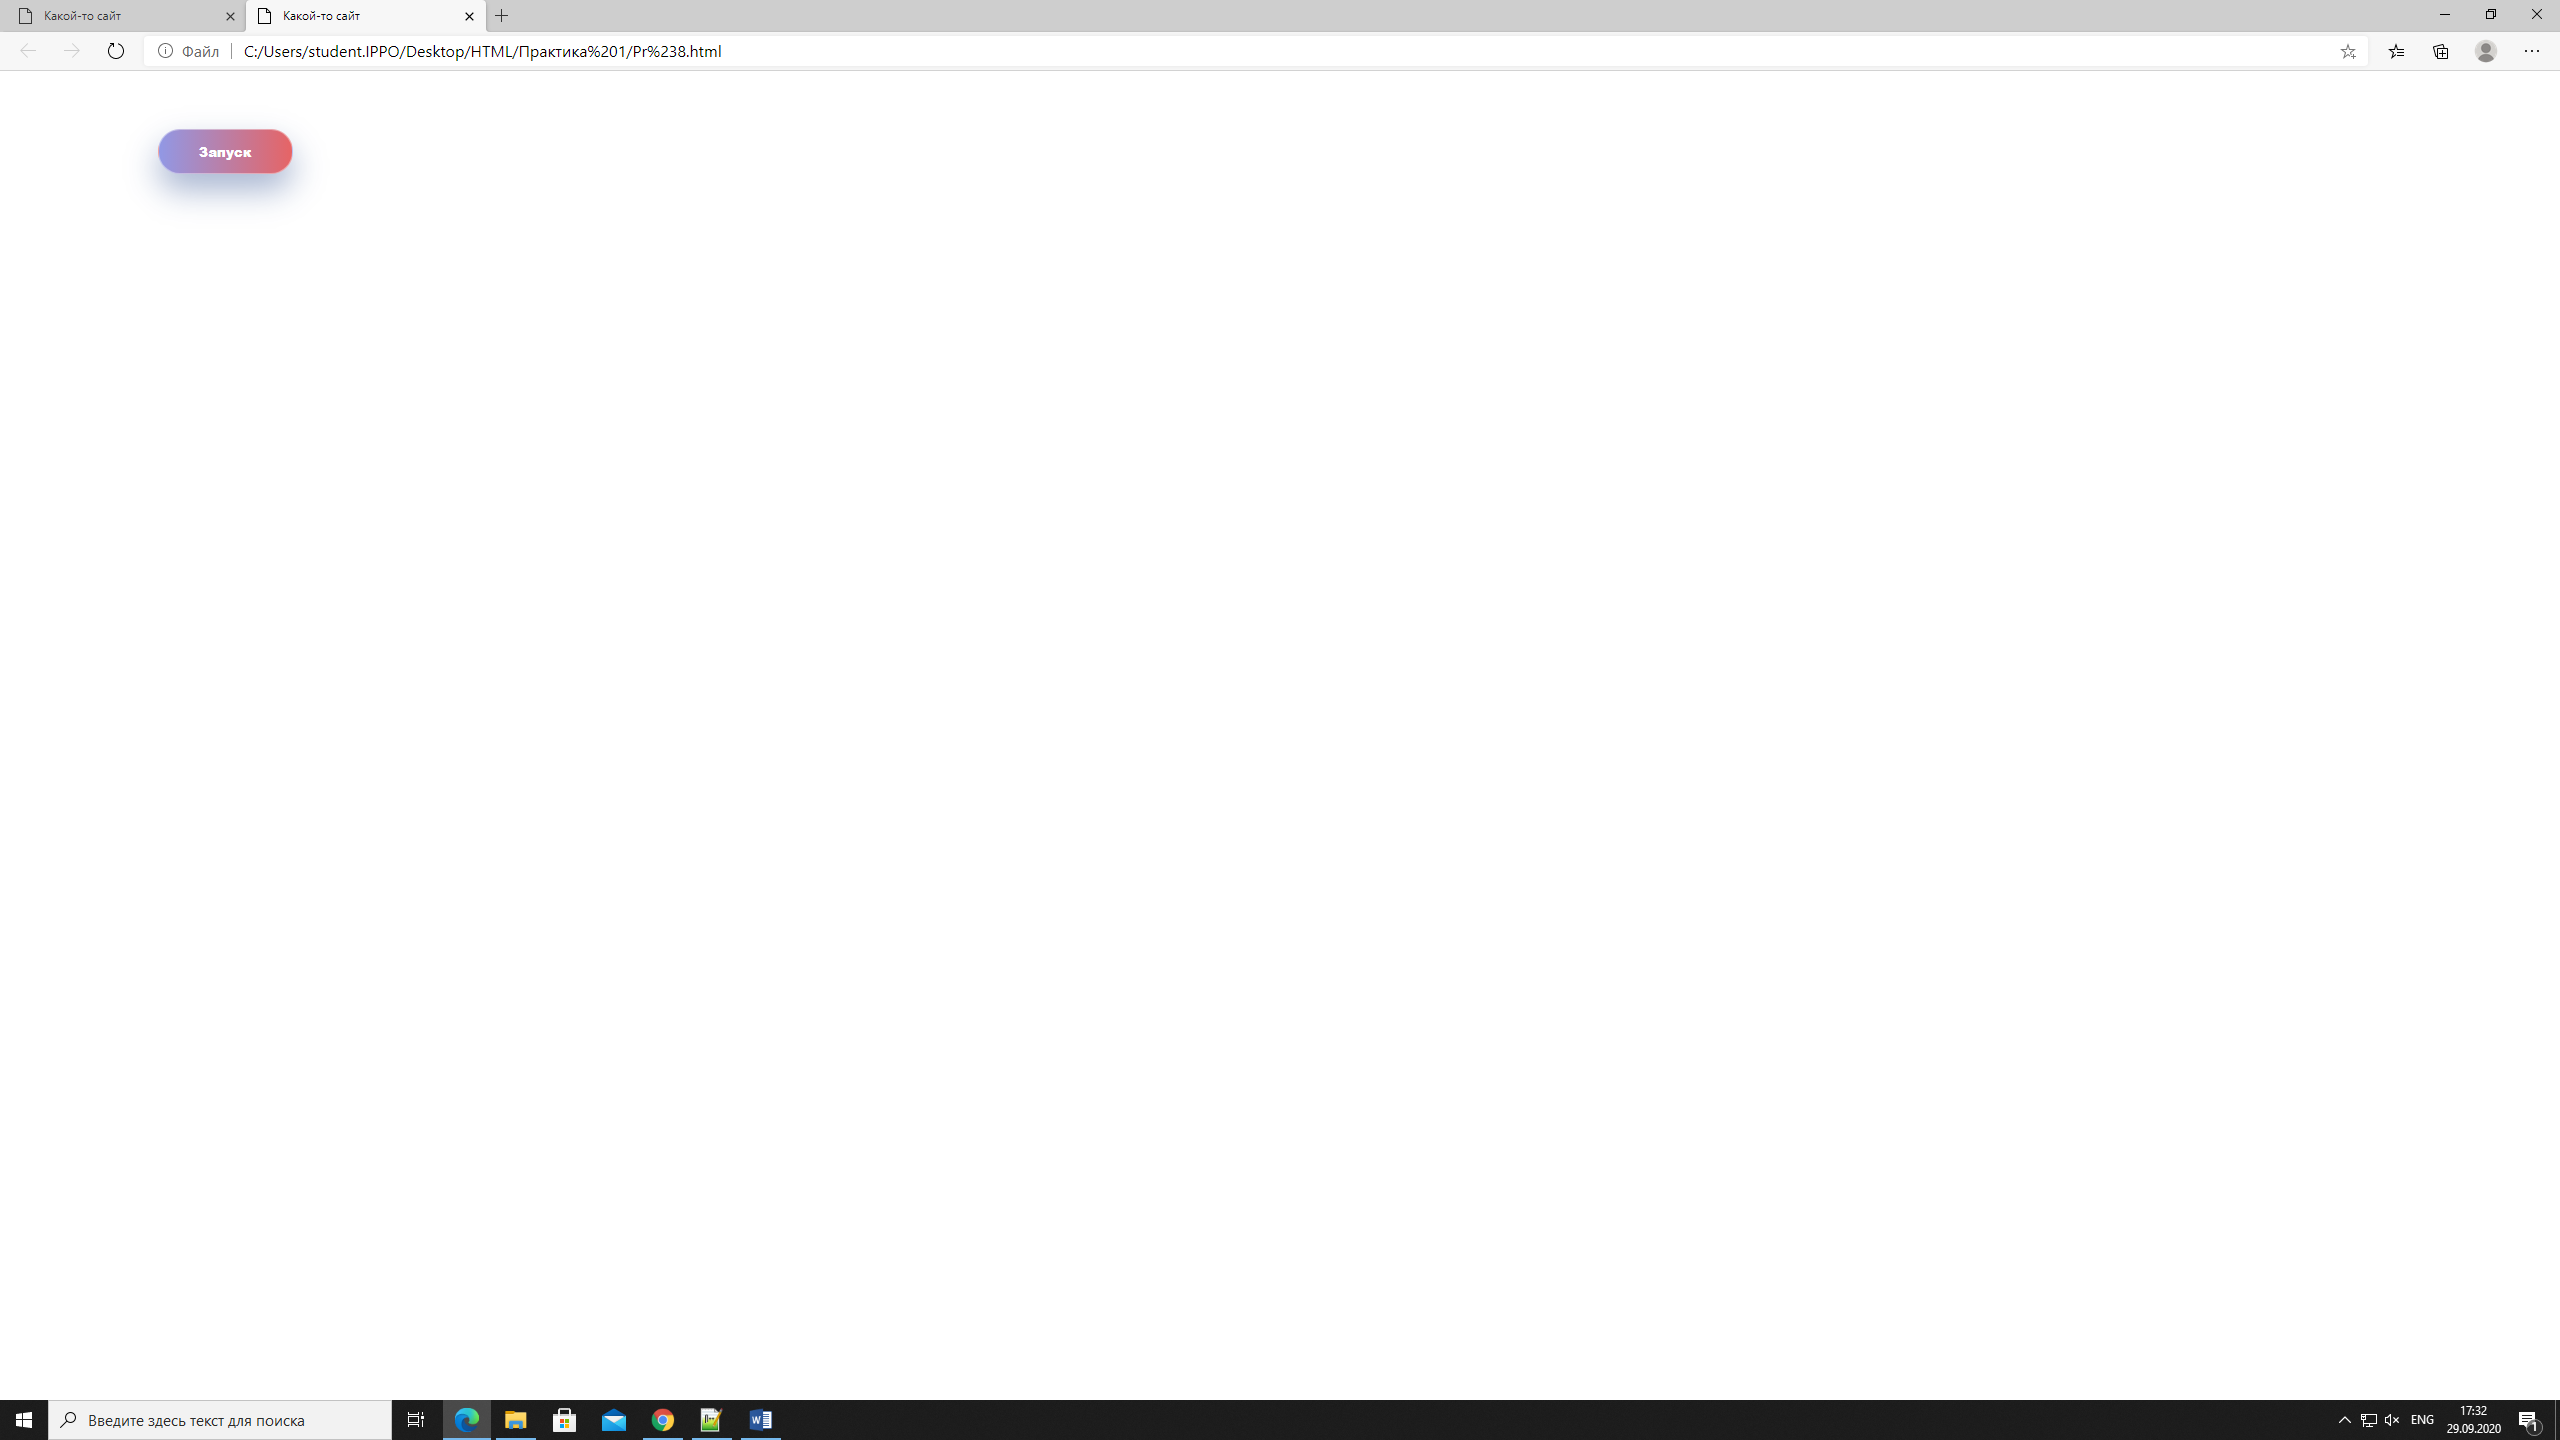 Какой-то сайт
Какой-то сайт
Файл
C:/Users/student.IPPO/Desktop/HTML/Практика%201/Pr%238.html
Запуск
Введите здесь текст для поиска
ENG
17:32
29.09.2020
1